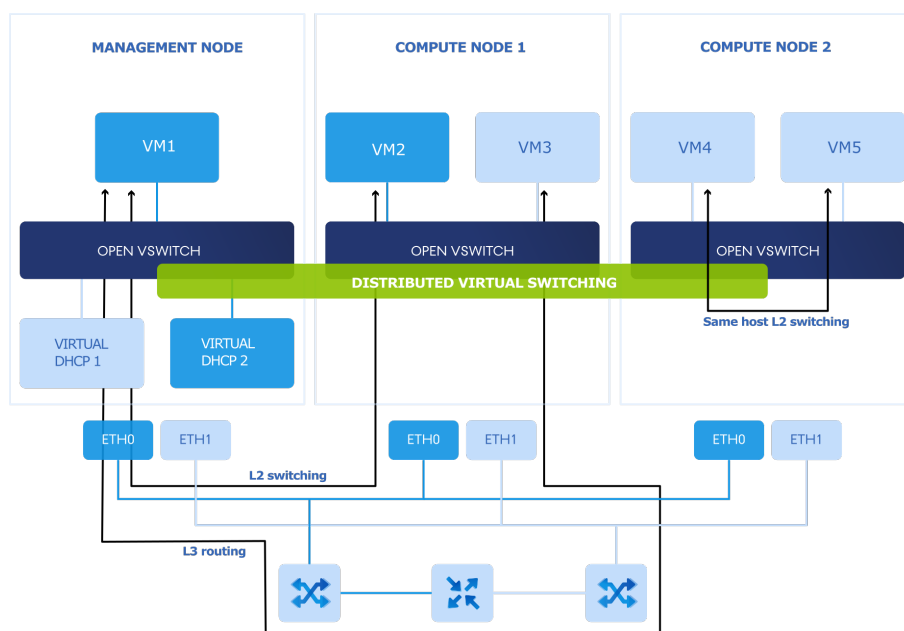 MANAGEMENT NODE
COMPUTE NODE 1
COMPUTE NODE 2
VM1
VM2
VM3
VM4
VM5
OPEN VSWITCH
OPEN VSWITCH
OPEN VSWITCH
DISTRIBUTED VIRTUAL SWITCHING
Same host L2 switching
VIRTUAL
DHCP 1
VIRTUAL
DHCP 2
ETH0
ETH1
ETH0
ETH1
ETH0
ETH1
L2 switching
L3 routing